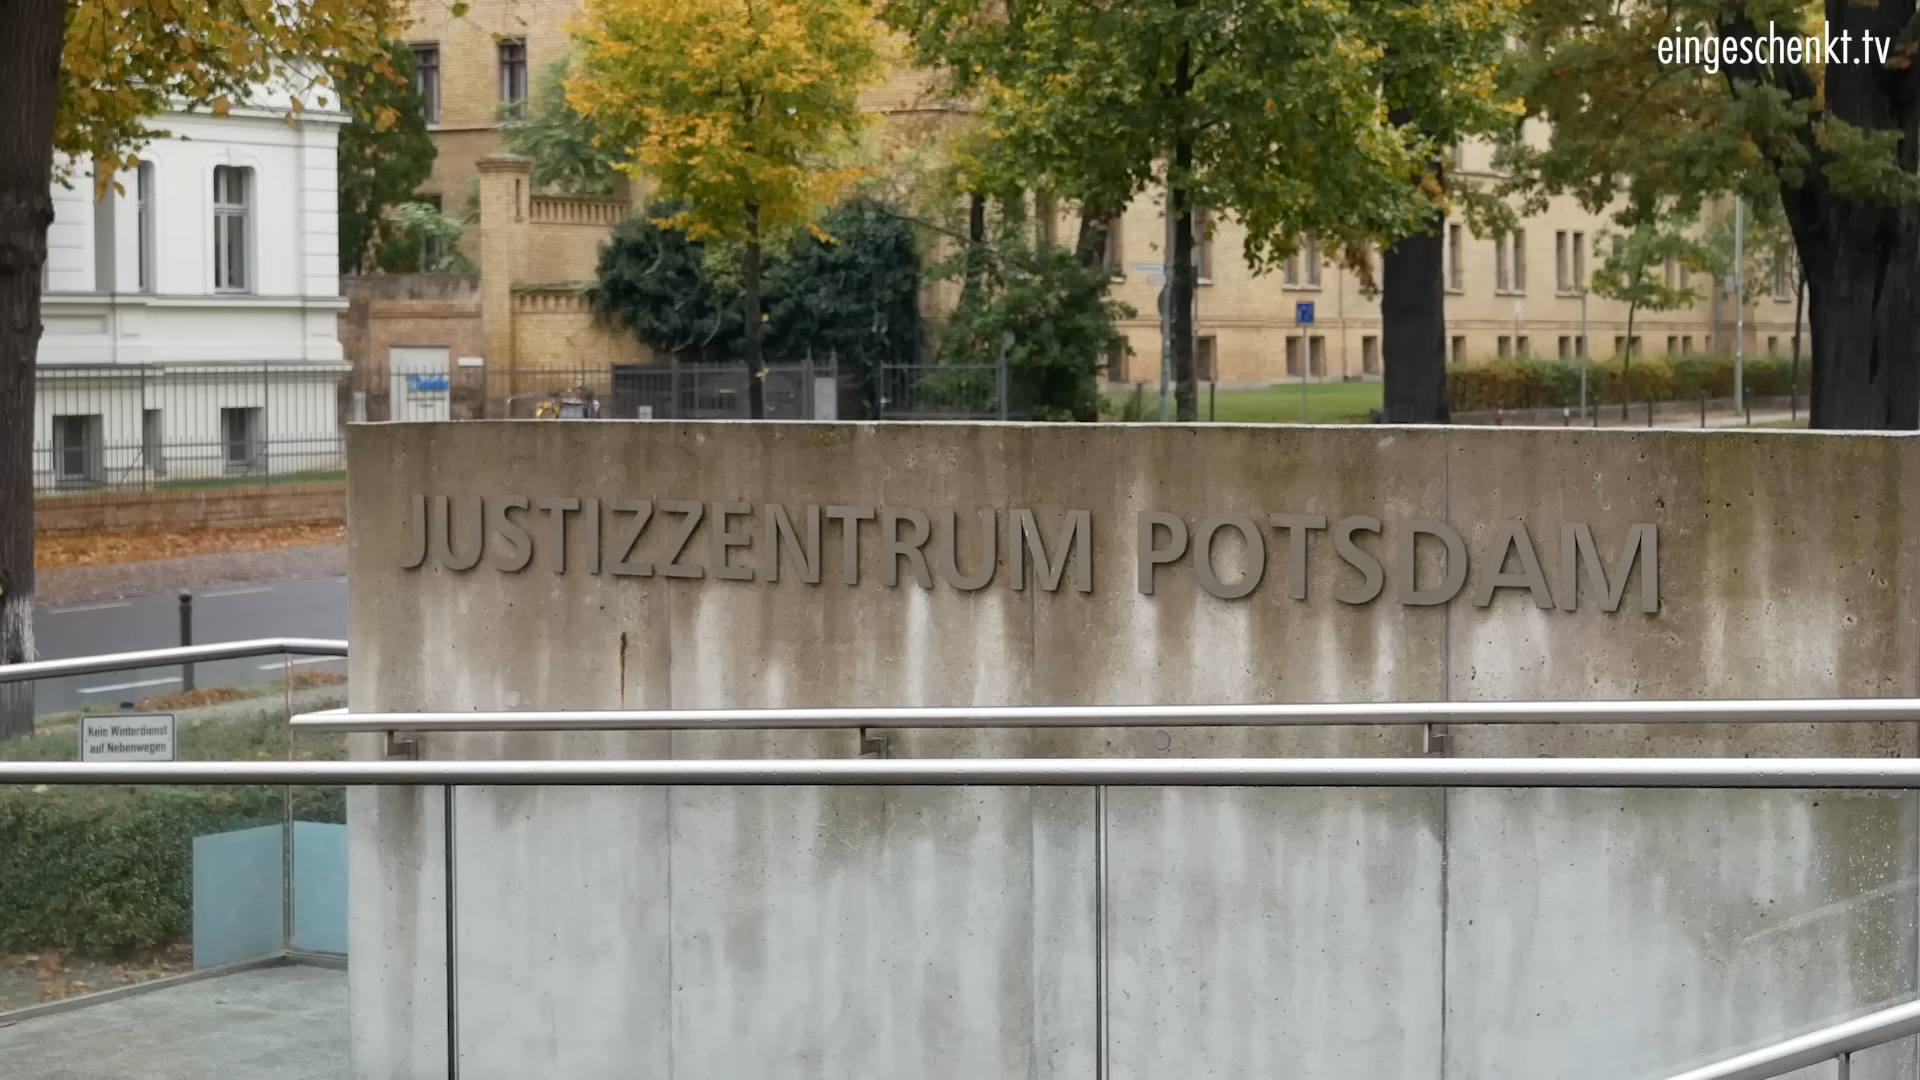 eingeschenkt.tv
JUSTIZZENTRUM POTSDAM
Kein Winterdienst
auf Nebenwegen